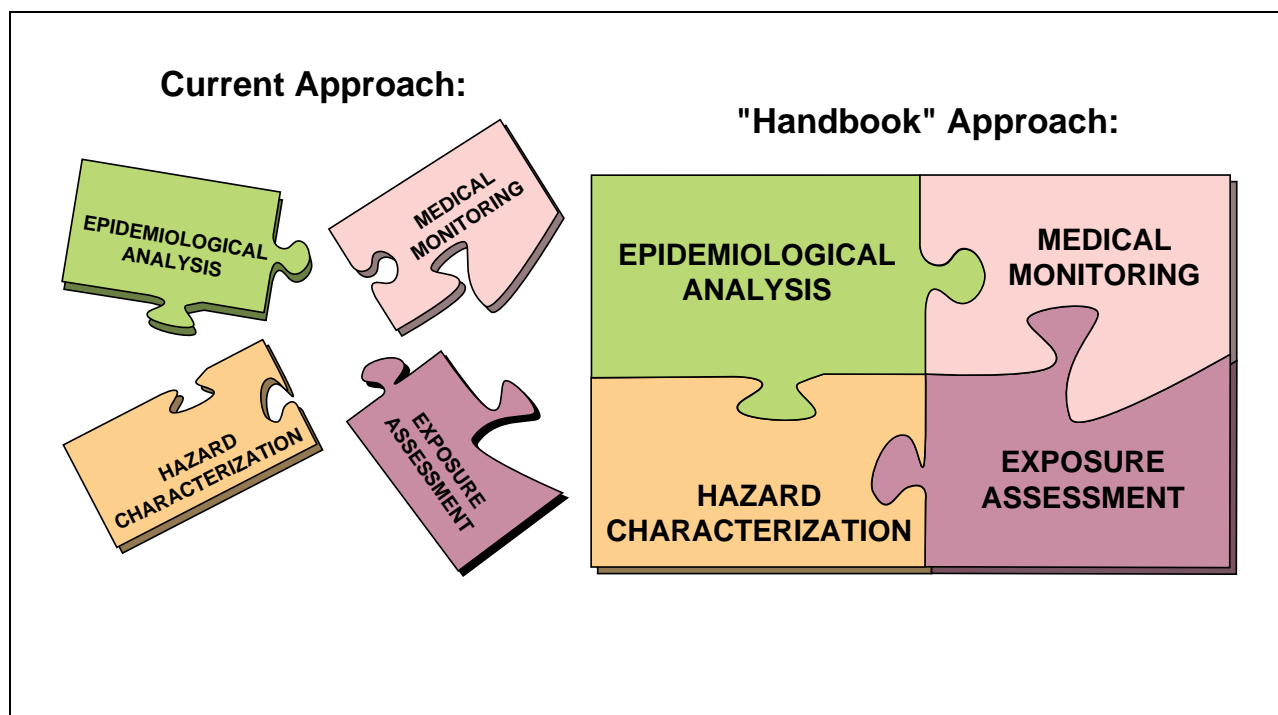 Current Approach:
EPIDEMIOLOGICAL
ANALYSIS
MEDICAL
MONITORING
HAZARD
CHARACTERIZATION
EXPOSURE
ASSESSMENT
"Handbook" Approach:
EPIDEMIOLOGICAL
ANALYSIS
MEDICAL
MONITORING
HAZARD
CHARACTERIZATION
EXPOSURE
ASSESSMENT